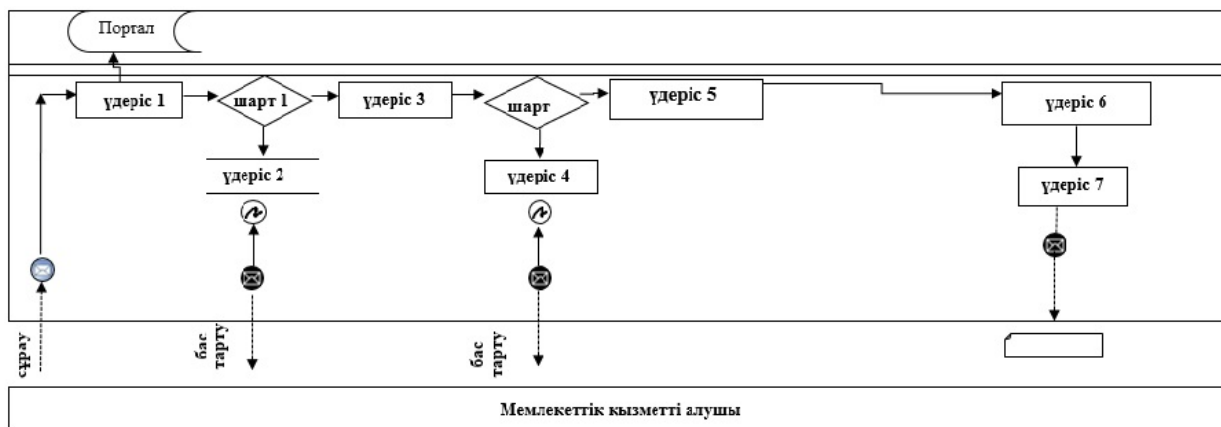 Портал
үдеріс 1
шарт 1
үдеріс 3
шарт
үдеріс 5
үдеріс 6
үдеріс 2
үдеріс 4
үдеріс 7
сұрау
бас
тарту
бас
тарту
Мемлекеттік қызметті алушы